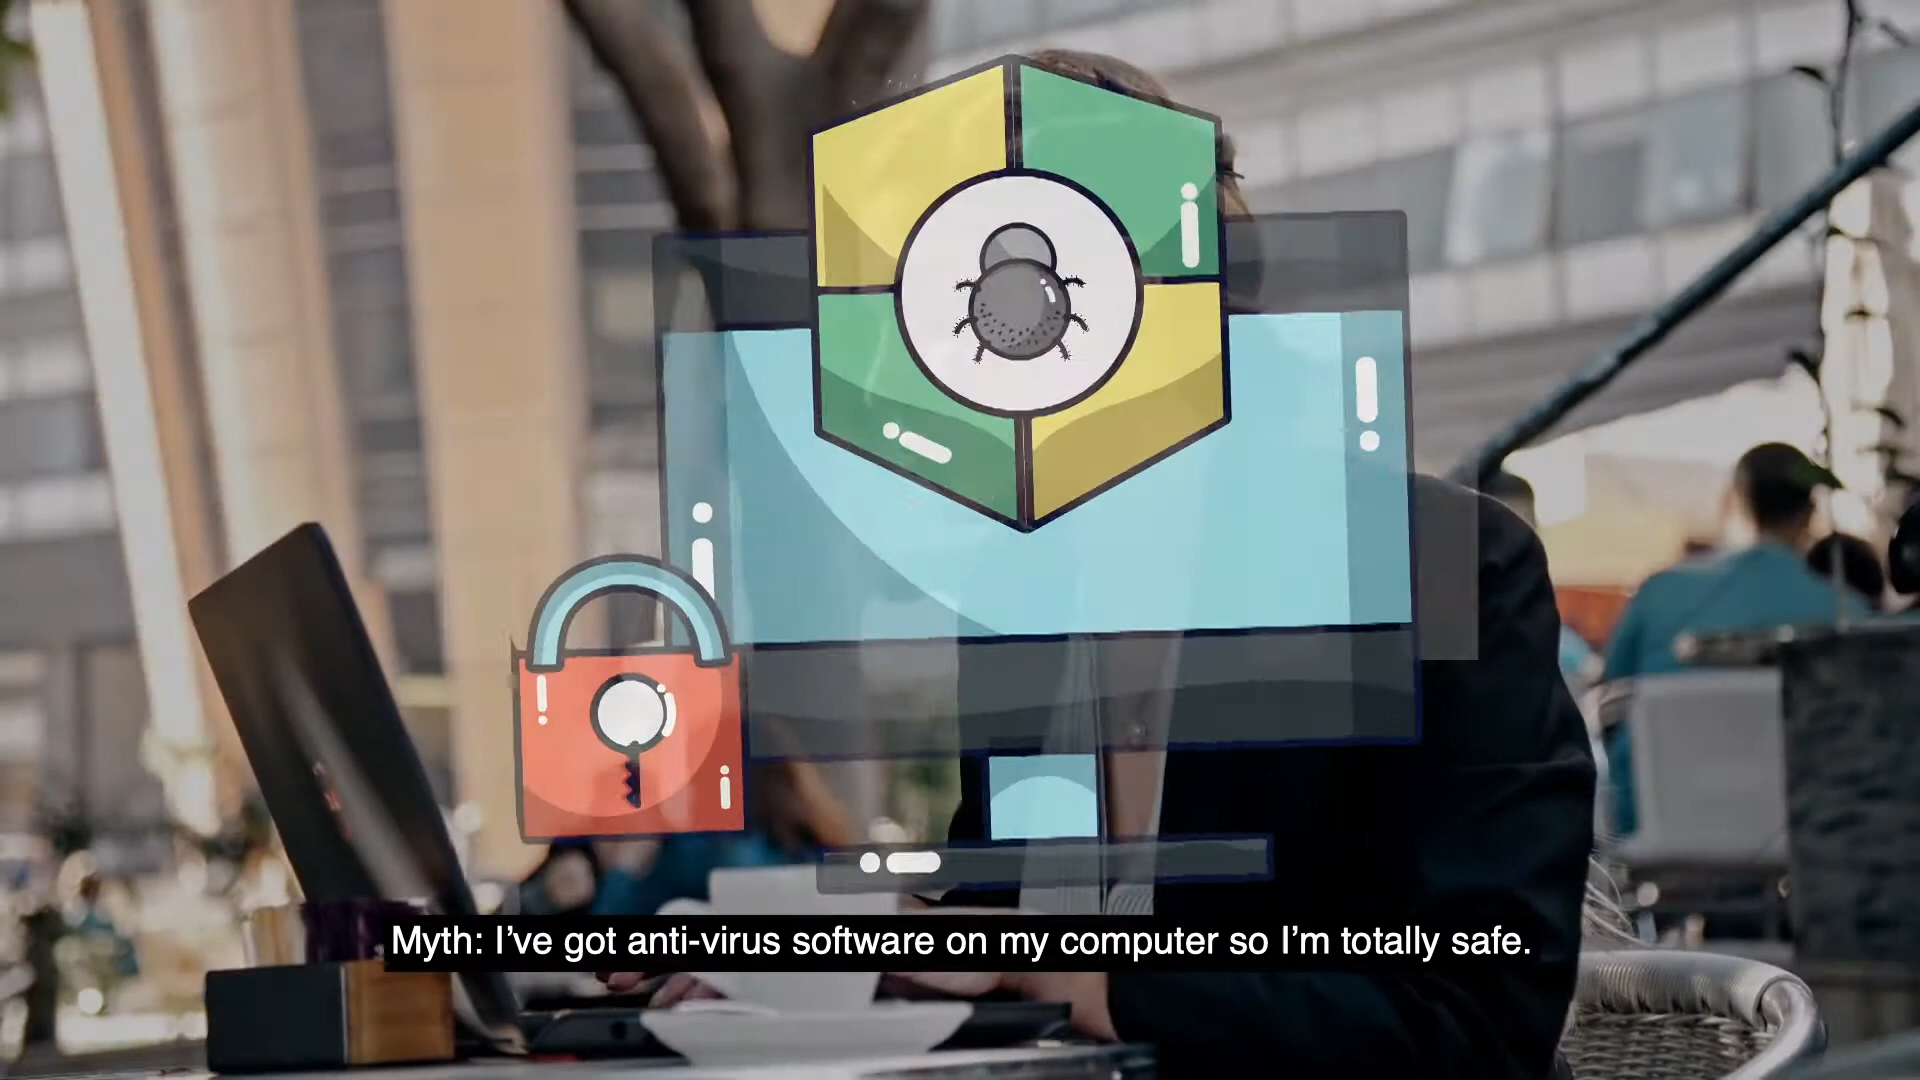 Myth: I’ve got anti-virus software on my computer so I’m totally safe.